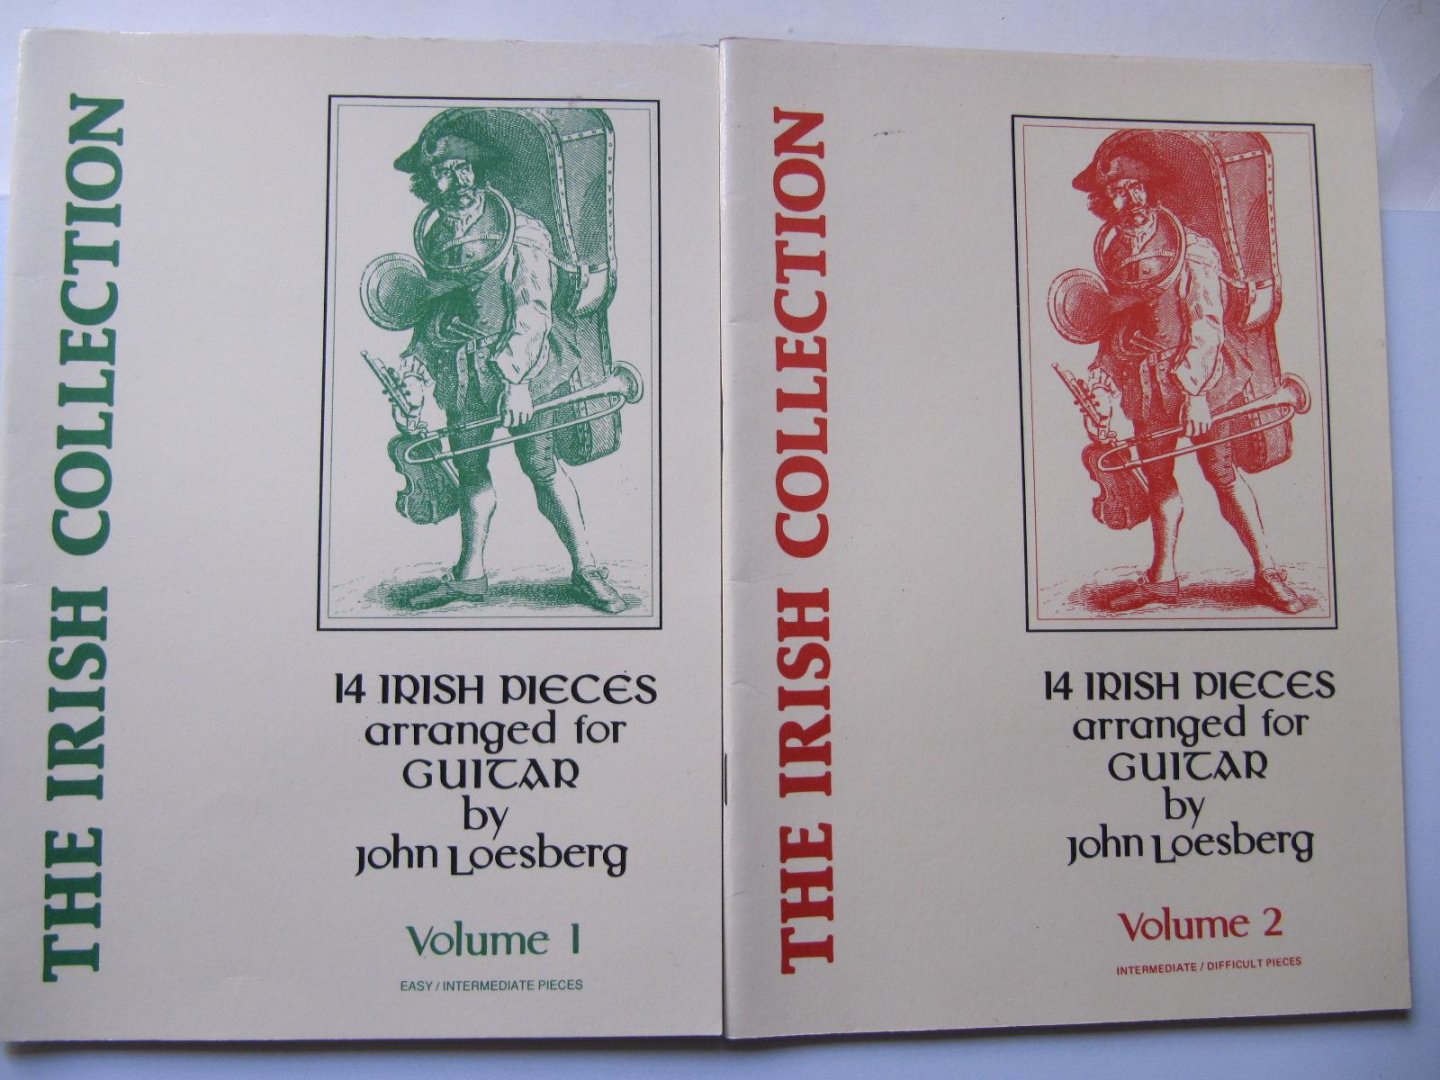 THE IRISH COLLECTION
14 IRISH PIECES
arranged for
GUITAR
by
John Loesberg
Volume 1
EASY / INTERMEDIATE PIECES
THE IRISH COLLECTION
14 IRISH PIECES
arranged for
GUITAR
by
John Loesberg
Volume 2
INTERMEDIATE / DIFFICULT PIECES